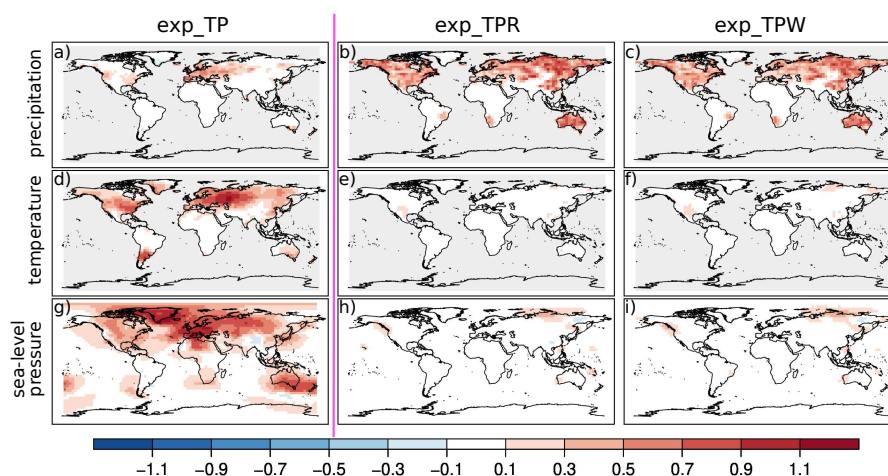 exp_TP exp_TPR exp_TPW
precipitation
a) b) c)
temperature
d) e) f)
sea-level
pressure
g) h) i)
−1.1 −0.9 −0.7 −0.5 −0.3 −0.1 0.1 0.3 0.5 0.7 0.9 1.1